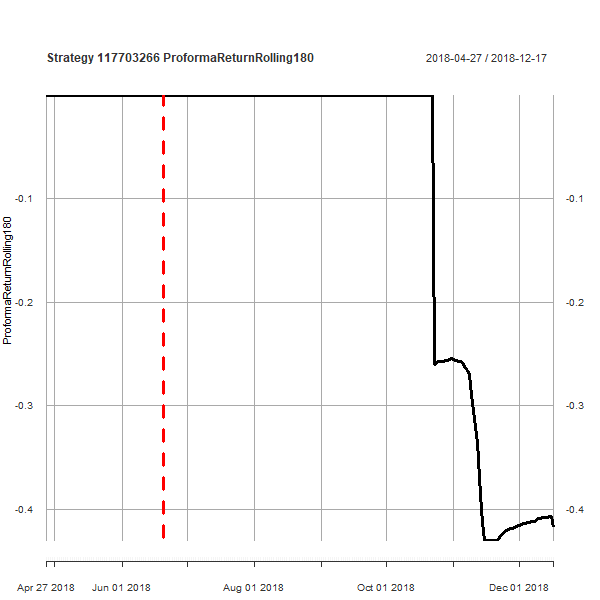 Strategy 117703266 ProformaReturnRolling180
2018-04-27 / 2018-12-17
ProformaReturnRolling180
-0.1
-0.1
-0.2
-0.2
-0.3
-0.3
-0.4
-0.4
Apr 27 2018
Jun 01 2018
Aug 01 2018
Oct 01 2018
Dec 01 2018